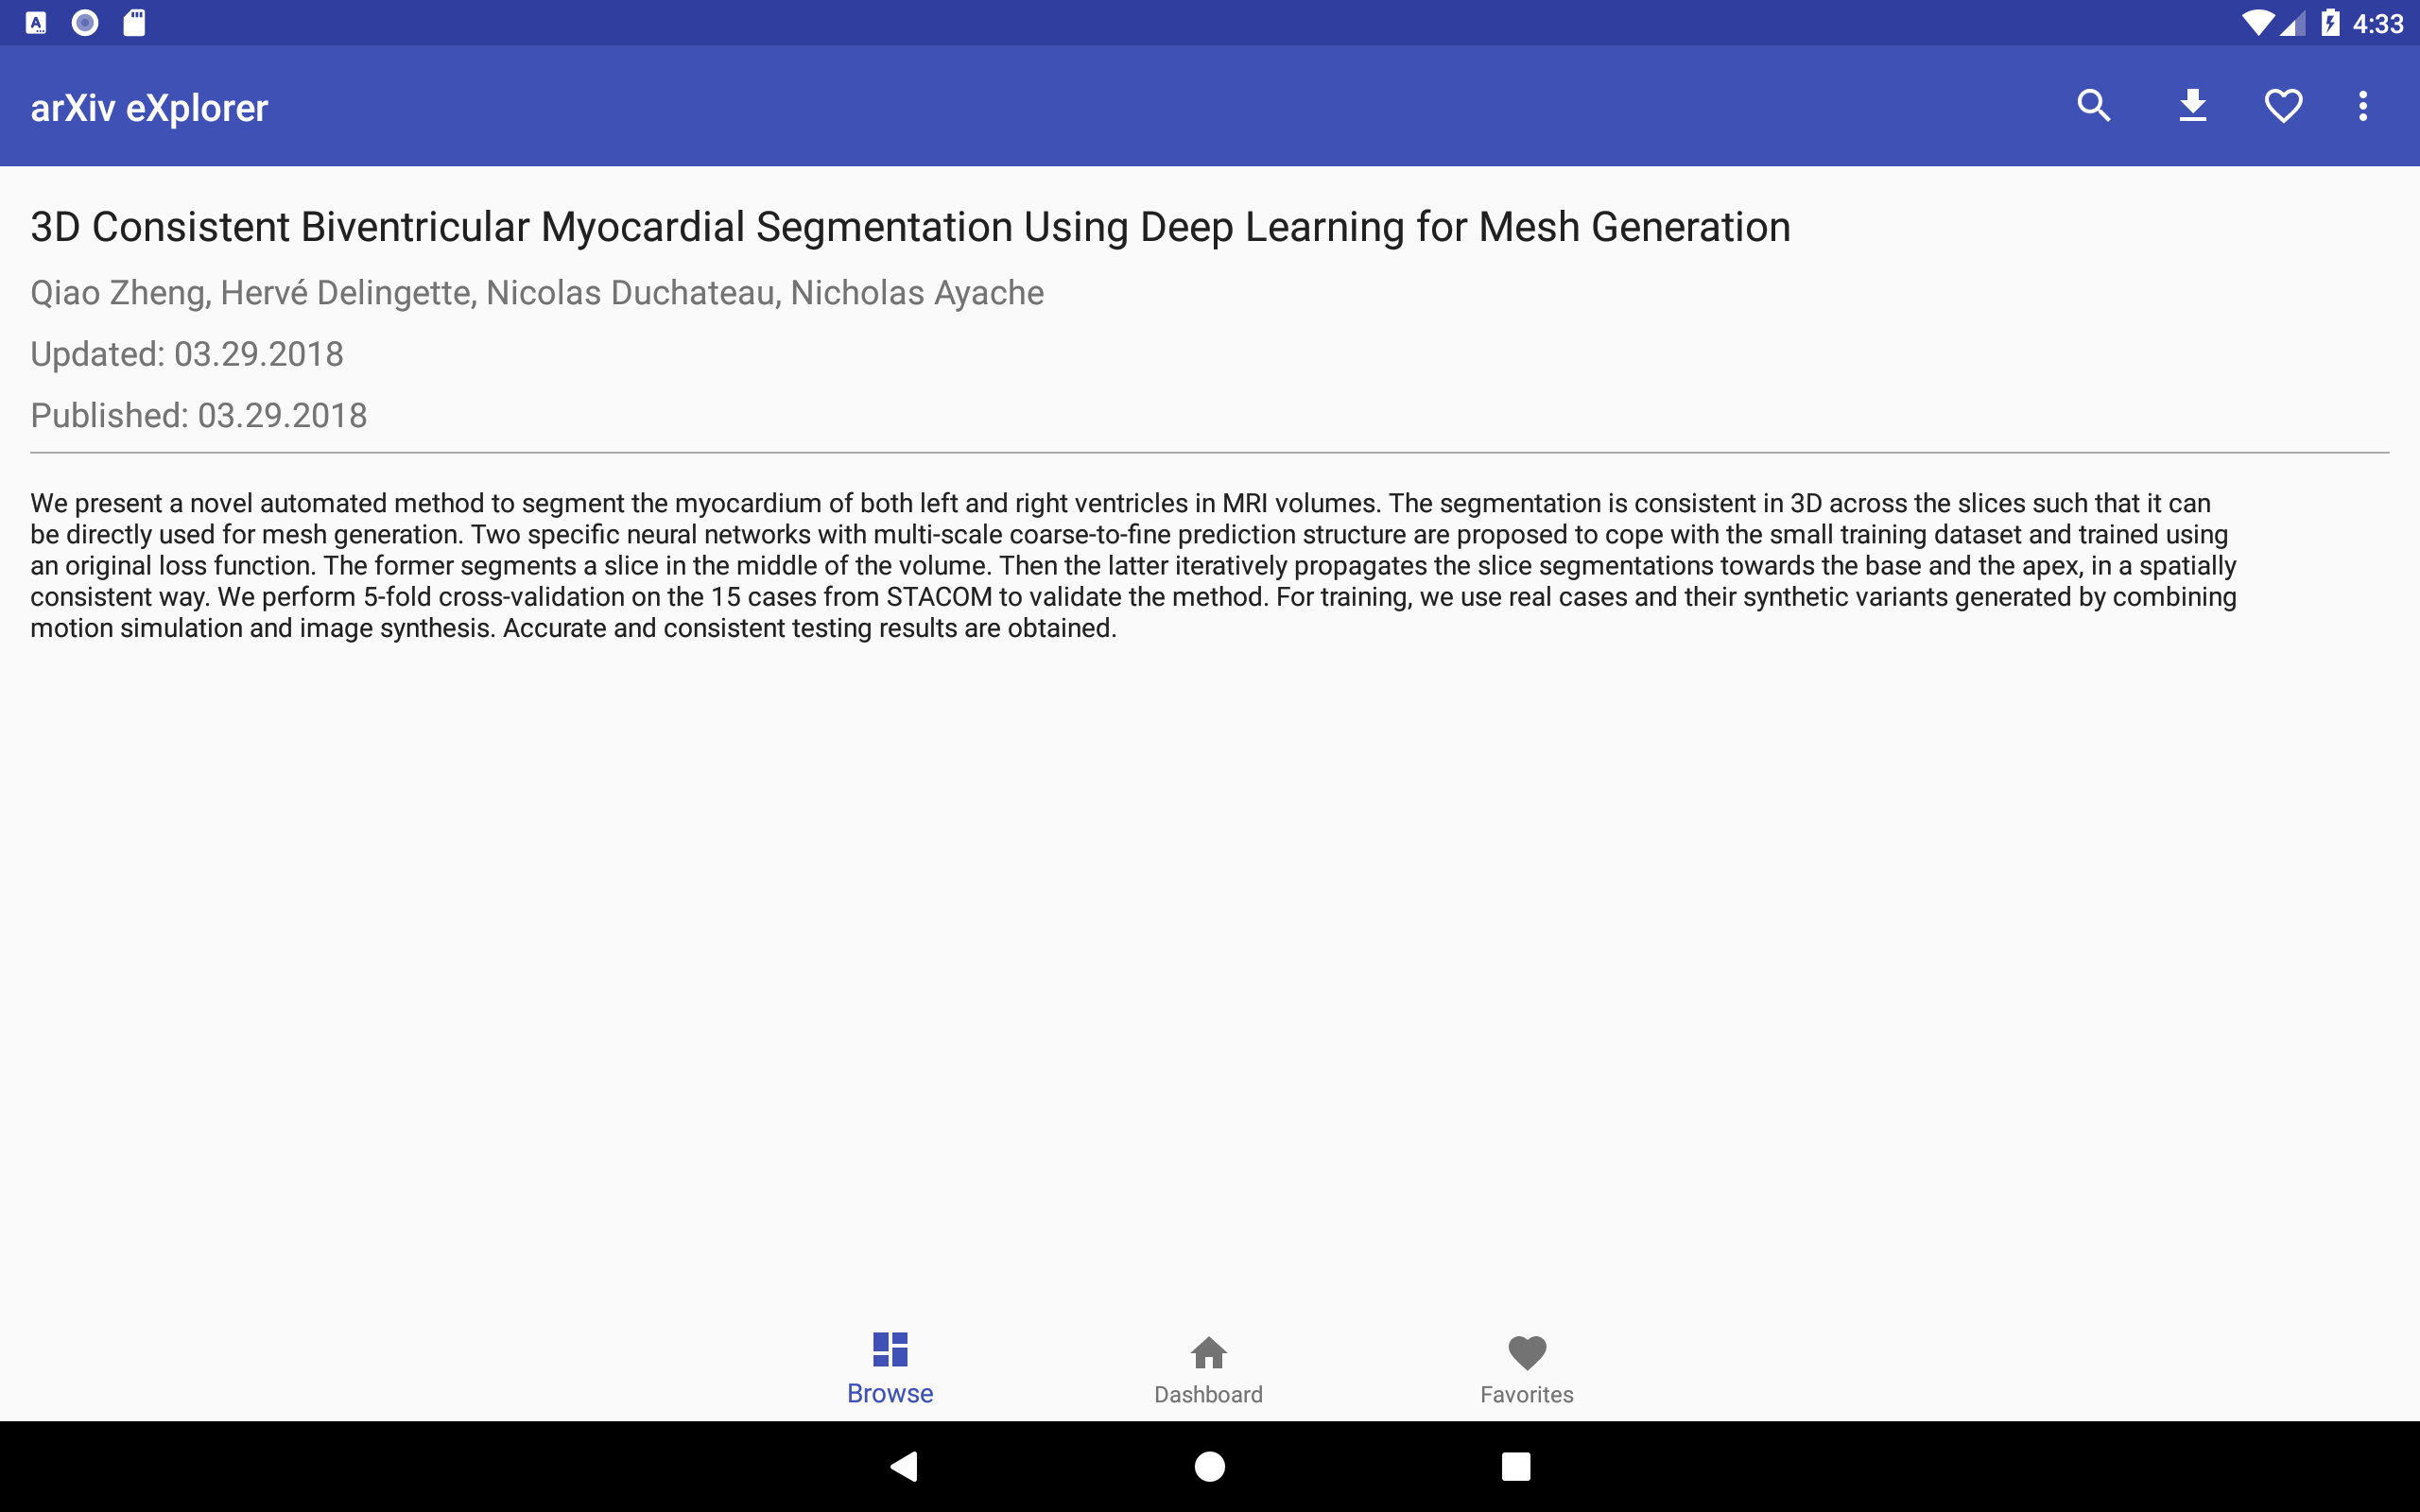 4:33
arXiv eXplorer
3D Consistent Biventricular Myocardial Segmentation Using Deep Learning for Mesh Generation
Qiao Zheng, Hervé Delingette, Nicolas Duchateau, Nicholas Ayache
Updated: 03.29.2018
Published: 03.29.2018
We present a novel automated method to segment the myocardium of both left and right ventricles in MRI volumes. The segmentation is consistent in 3D across the slices such that it can
be directly used for mesh generation. Two specific neural networks with multi-scale coarse-to-fine prediction structure are proposed to cope with the small training dataset and trained using
an original loss function. The former segments a slice in the middle of the volume. Then the latter iteratively propagates the slice segmentations towards the base and the apex, in a spatially
consistent way. We perform 5-fold cross-validation on the 15 cases from STACOM to validate the method. For training, we use real cases and their synthetic variants generated by combining
motion simulation and image synthesis. Accurate and consistent testing results are obtained.
Browse
Dashboard
Favorites